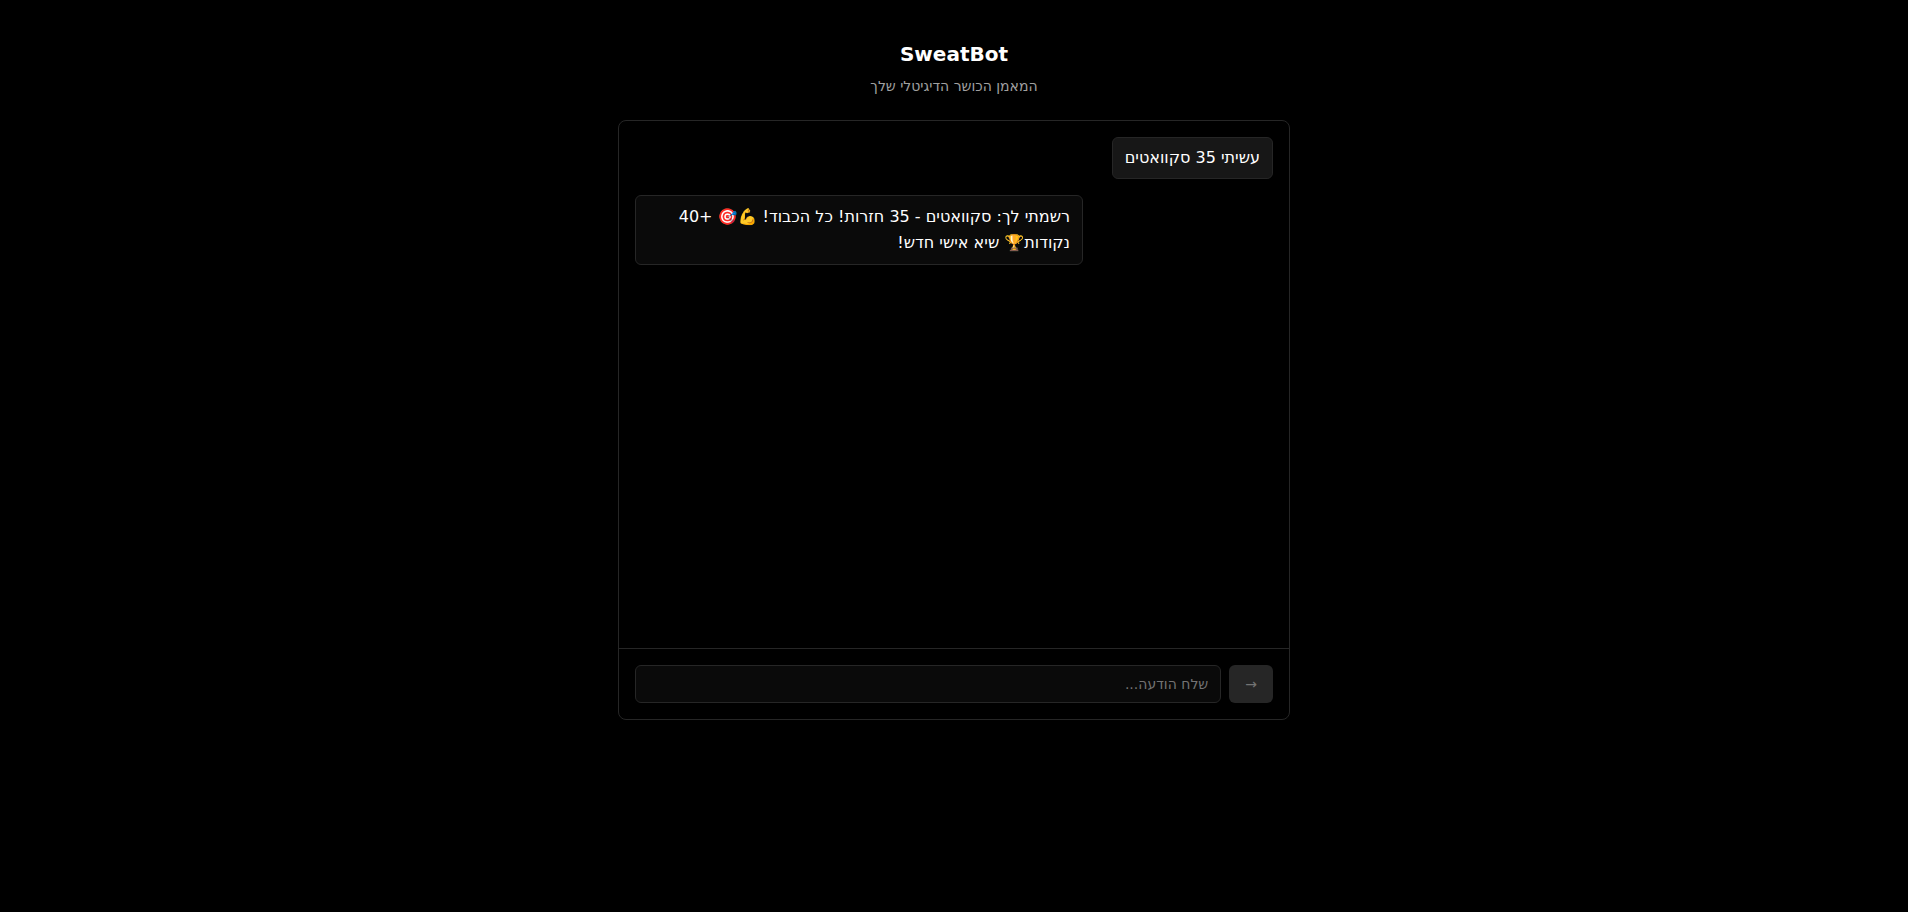 SweatBot
המאמן הכושר הדיגיטלי שלך
עשיתי 35 סקוואטים
רשמתי לך: סקוואטים - 35 חזרות! כל הכבוד! 💪🎯 +40
נקודות🏆 שיא אישי חדש!
שלח הודעה...
→